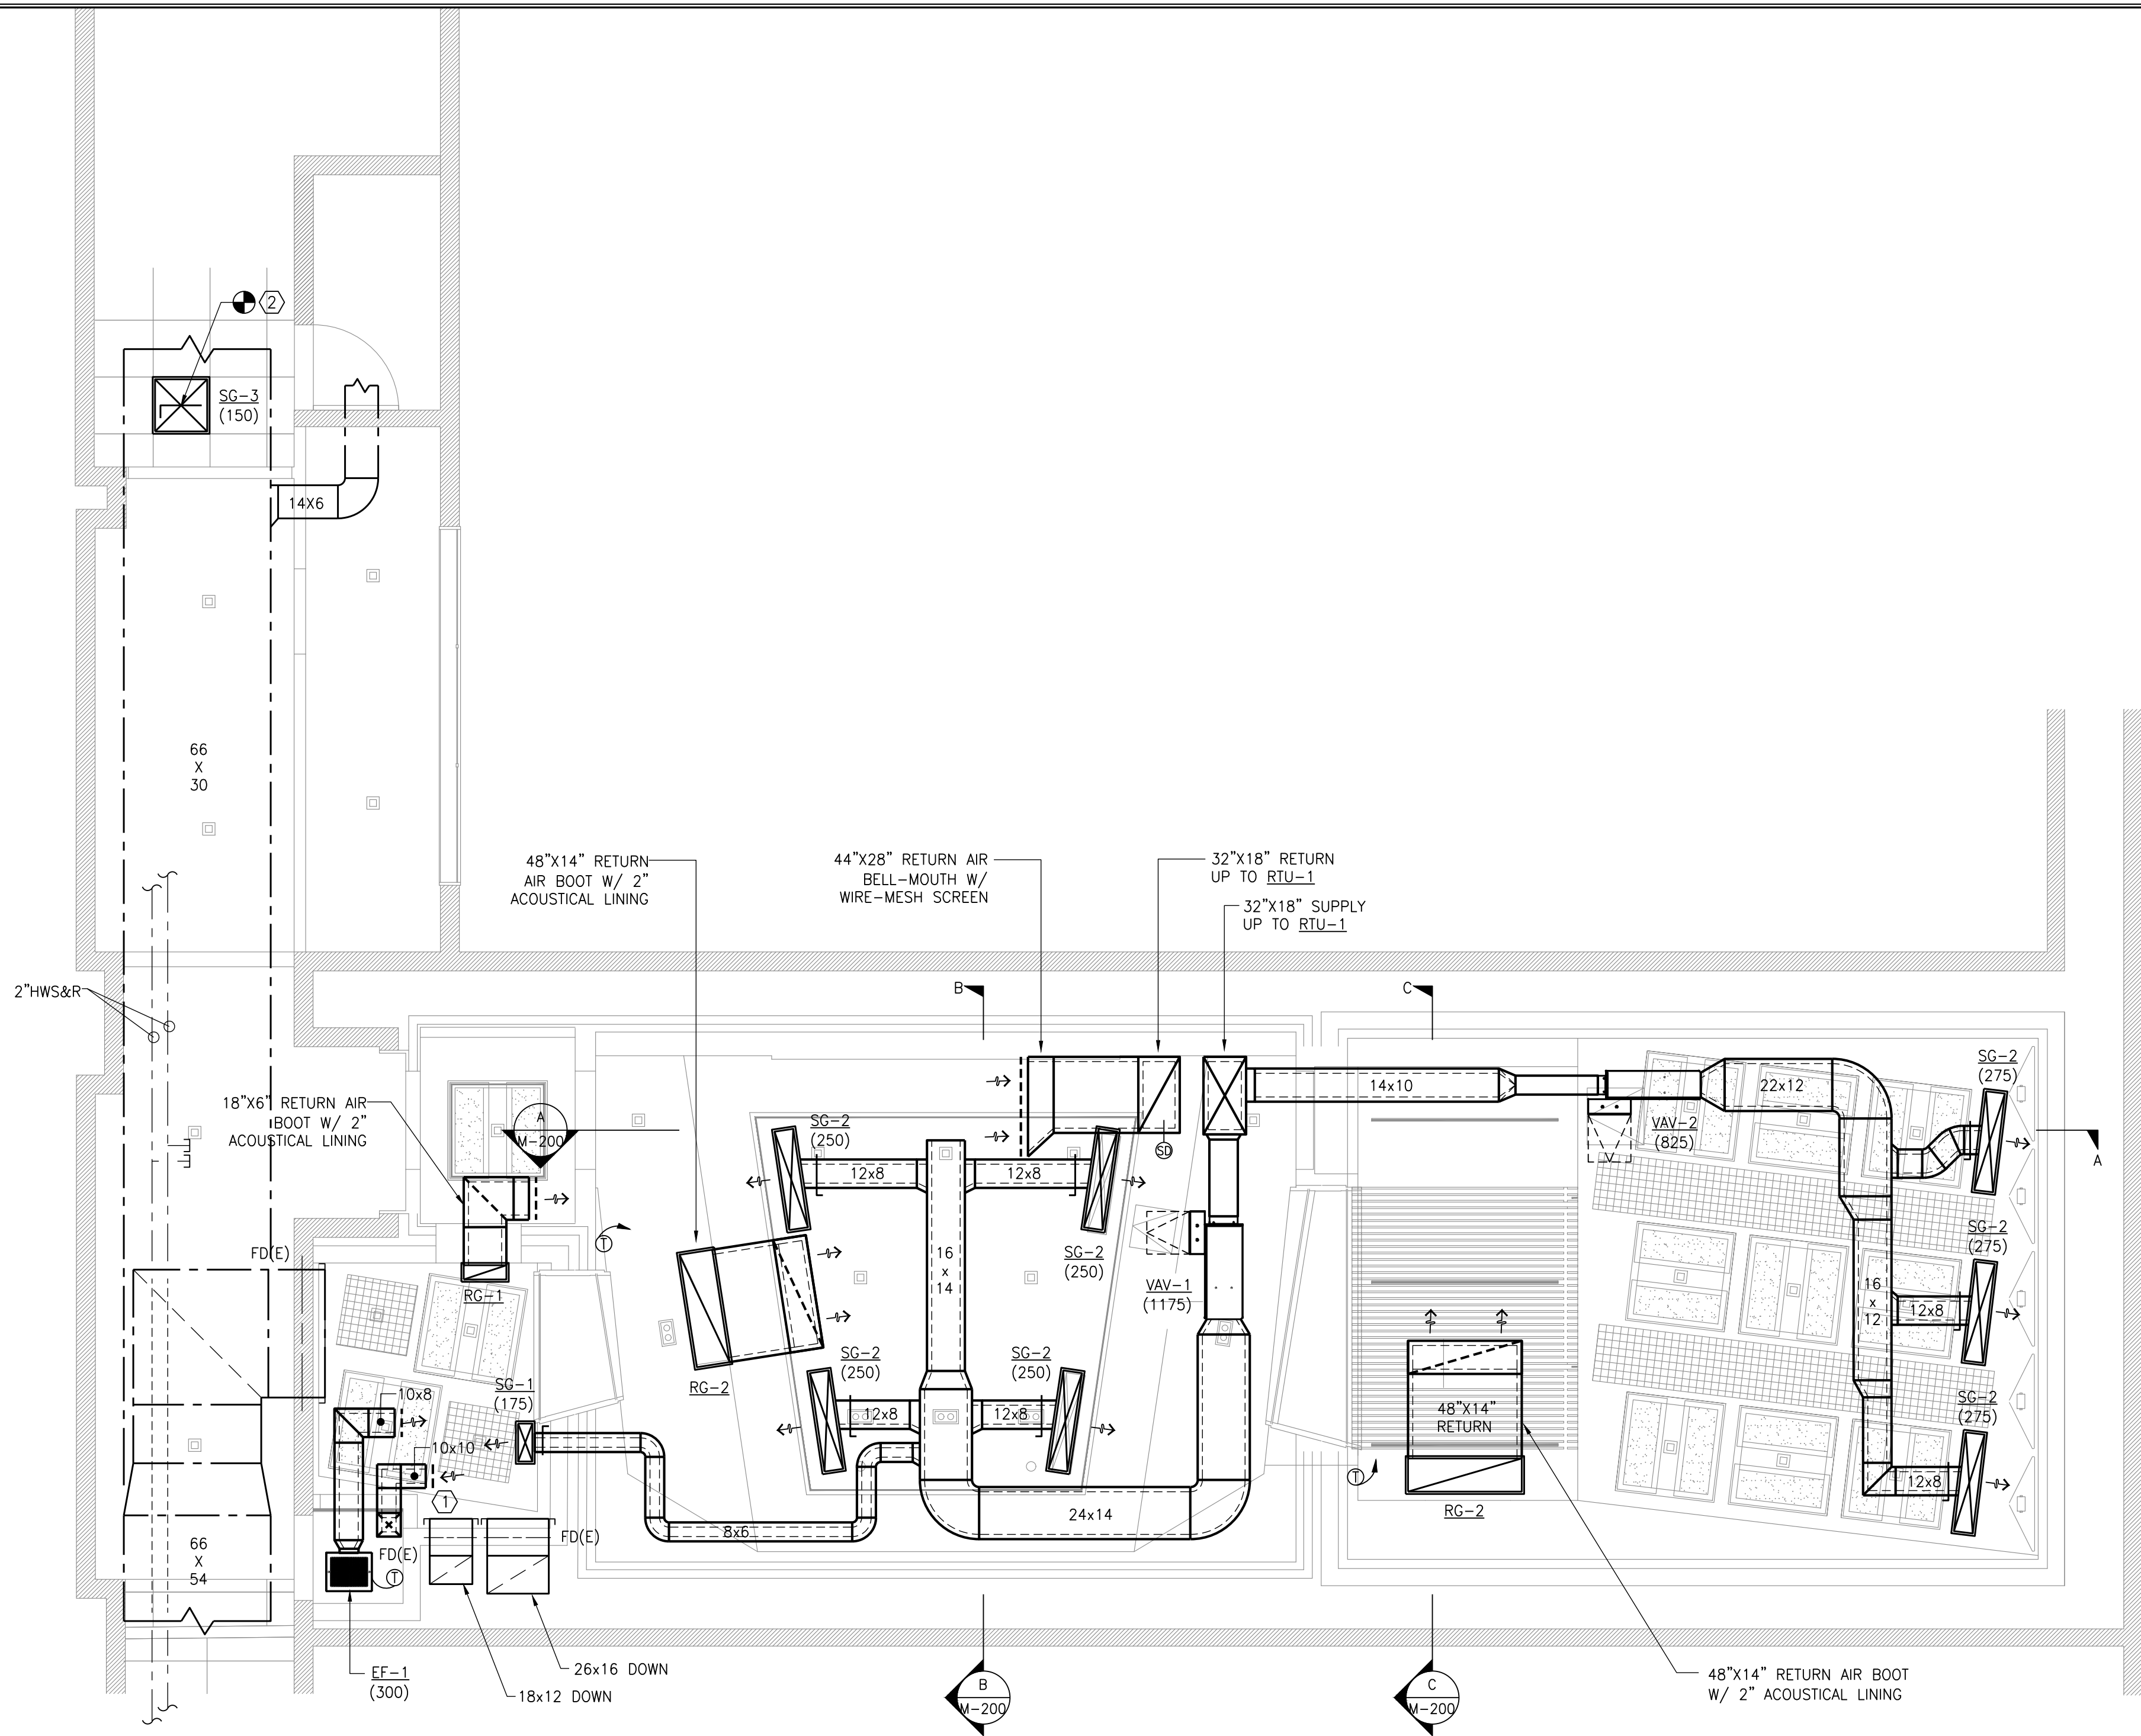 2
SG-3
(150)
14X6
66
X
30
48"X14" RETURN
AIR BOOT W/ 2"
ACOUSTICAL LINING
44"X28" RETURN AIR
BELL-MOUTH W/
WIRE-MESH SCREEN
32"X18" RETURN
UP TO RTU-1
32"X18" SUPPLY
UP TO RTU-1
2"HWS&R
B
C
18"X6" RETURN AIR
BOOT W/ 2"
ACOUSTICAL LINING
A
M-200
SG-2
(250)
SD
14x10
VAV-2
(825)
22x12
SG-2
(275)
A
12x8
12x8
T
FD(E)
RG-1
16
x
14
SG-2
(250)
VAV-1
(1175)
SG-2
(275)
16
x
12
12x8
RG-2
SG-2
(250)
SG-2
(250)
SG-1
(175)
10x8
10x10
1
12x8
12x8
48"X14"
RETURN
SG-2
(275)
12x8
T
RG-2
24x14
8x6
66
X
54
FD(E)
T
FD(E)
EF-1
(300)
18x12 DOWN
26x16 DOWN
B
M-200
C
M-200
48"X14" RETURN AIR BOOT
W/ 2" ACOUSTICAL LINING